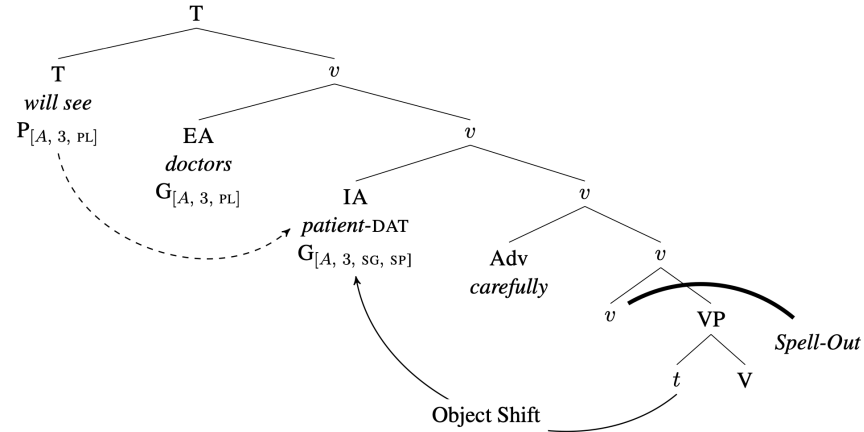 T
T
v
will see
P[A, 3, PL]
EA
v
doctors
G[A, 3, PL]
IA
v
patient-DAT
G[A, 3, SG, SP]
Adv
v
carefully
v
VP
Spell-Out
t
V
Object Shift